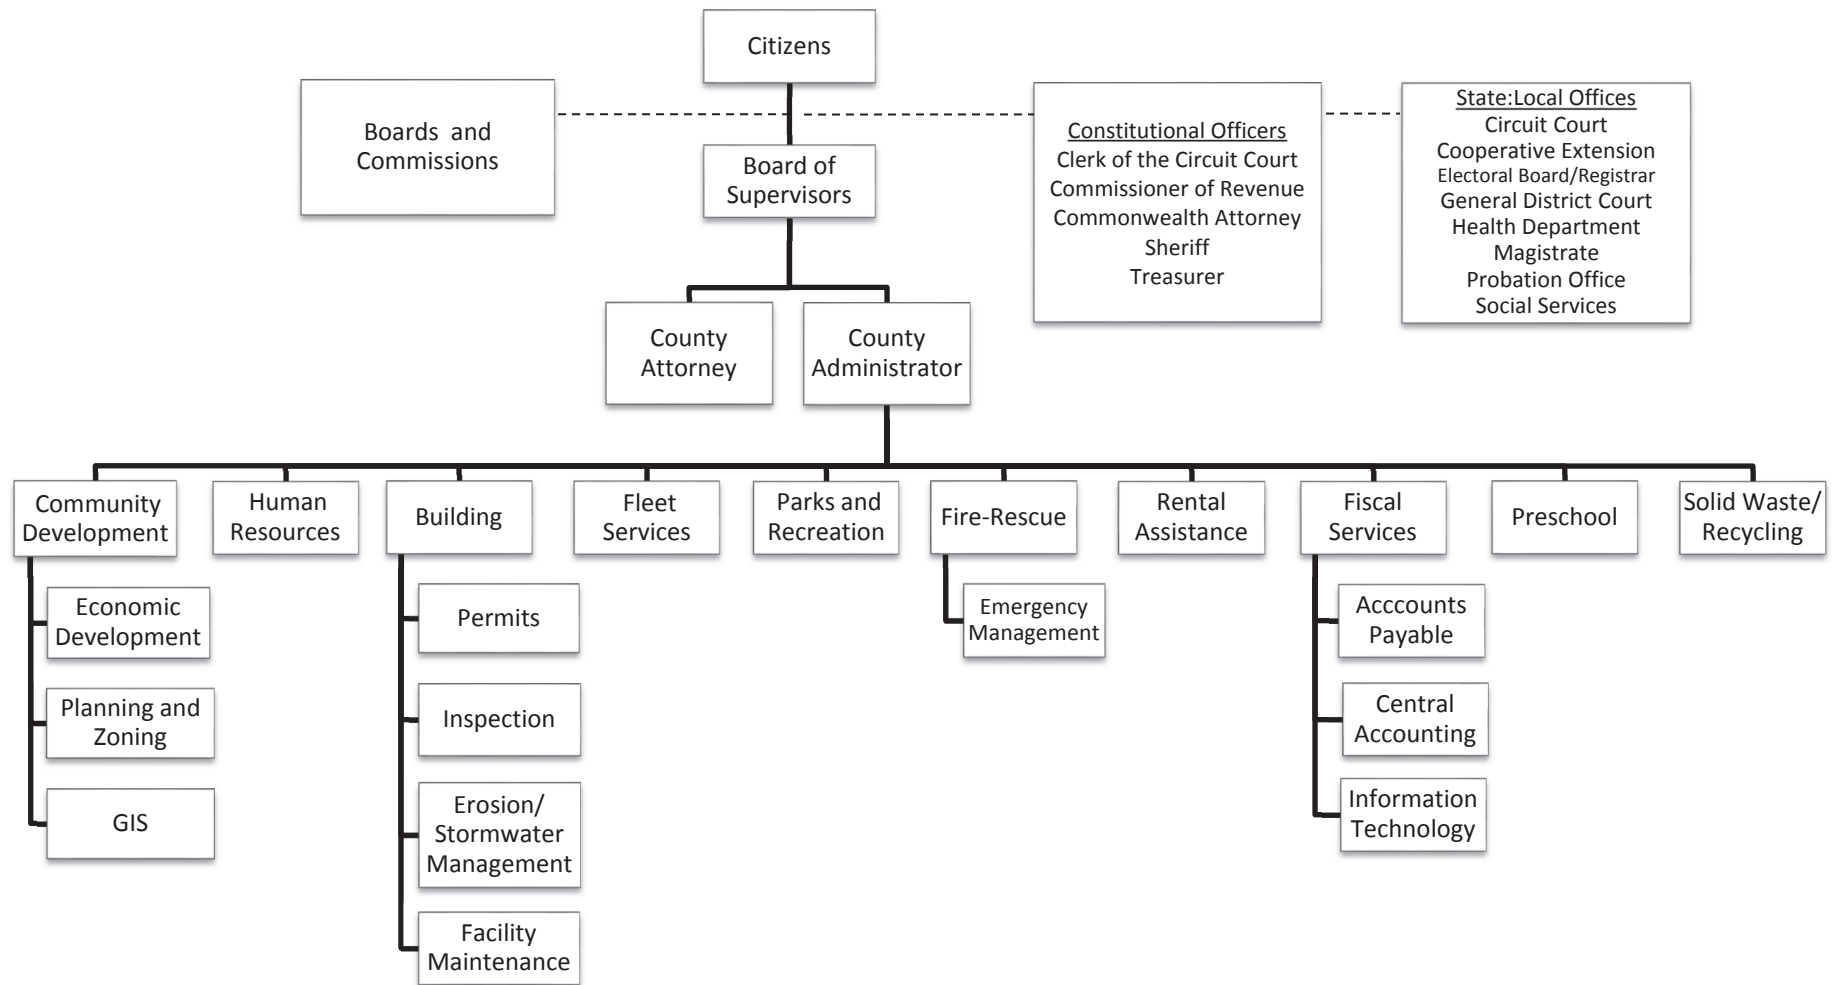 Citizens
Boards and
Commissions
Constitutional Officers
Clerk of the Circuit Court
Commissioner of Revenue
Commonwealth Attorney
Sheriff
Treasurer
State:Local Offices
Circuit Court
Cooperative Extension
Electoral Board/Registrar
General District Court
Health Department
Magistrate
Probation Office
Social Services
Board of
Supervisors
County
Attorney
County
Administrator
Community
Development
Human
Resources
Building
Fleet
Services
Parks and
Recreation
Fire-Rescue
Rental
Assistance
Fiscal
Services
Preschool
Solid Waste/
Recycling
Economic
Development
Planning and
Zoning
GIS
Permits
Inspection
Erosion/
Stormwater
Management
Facility
Maintenance
Emergency
Management
Acccounts
Payable
Central
Accounting
Information
Technology